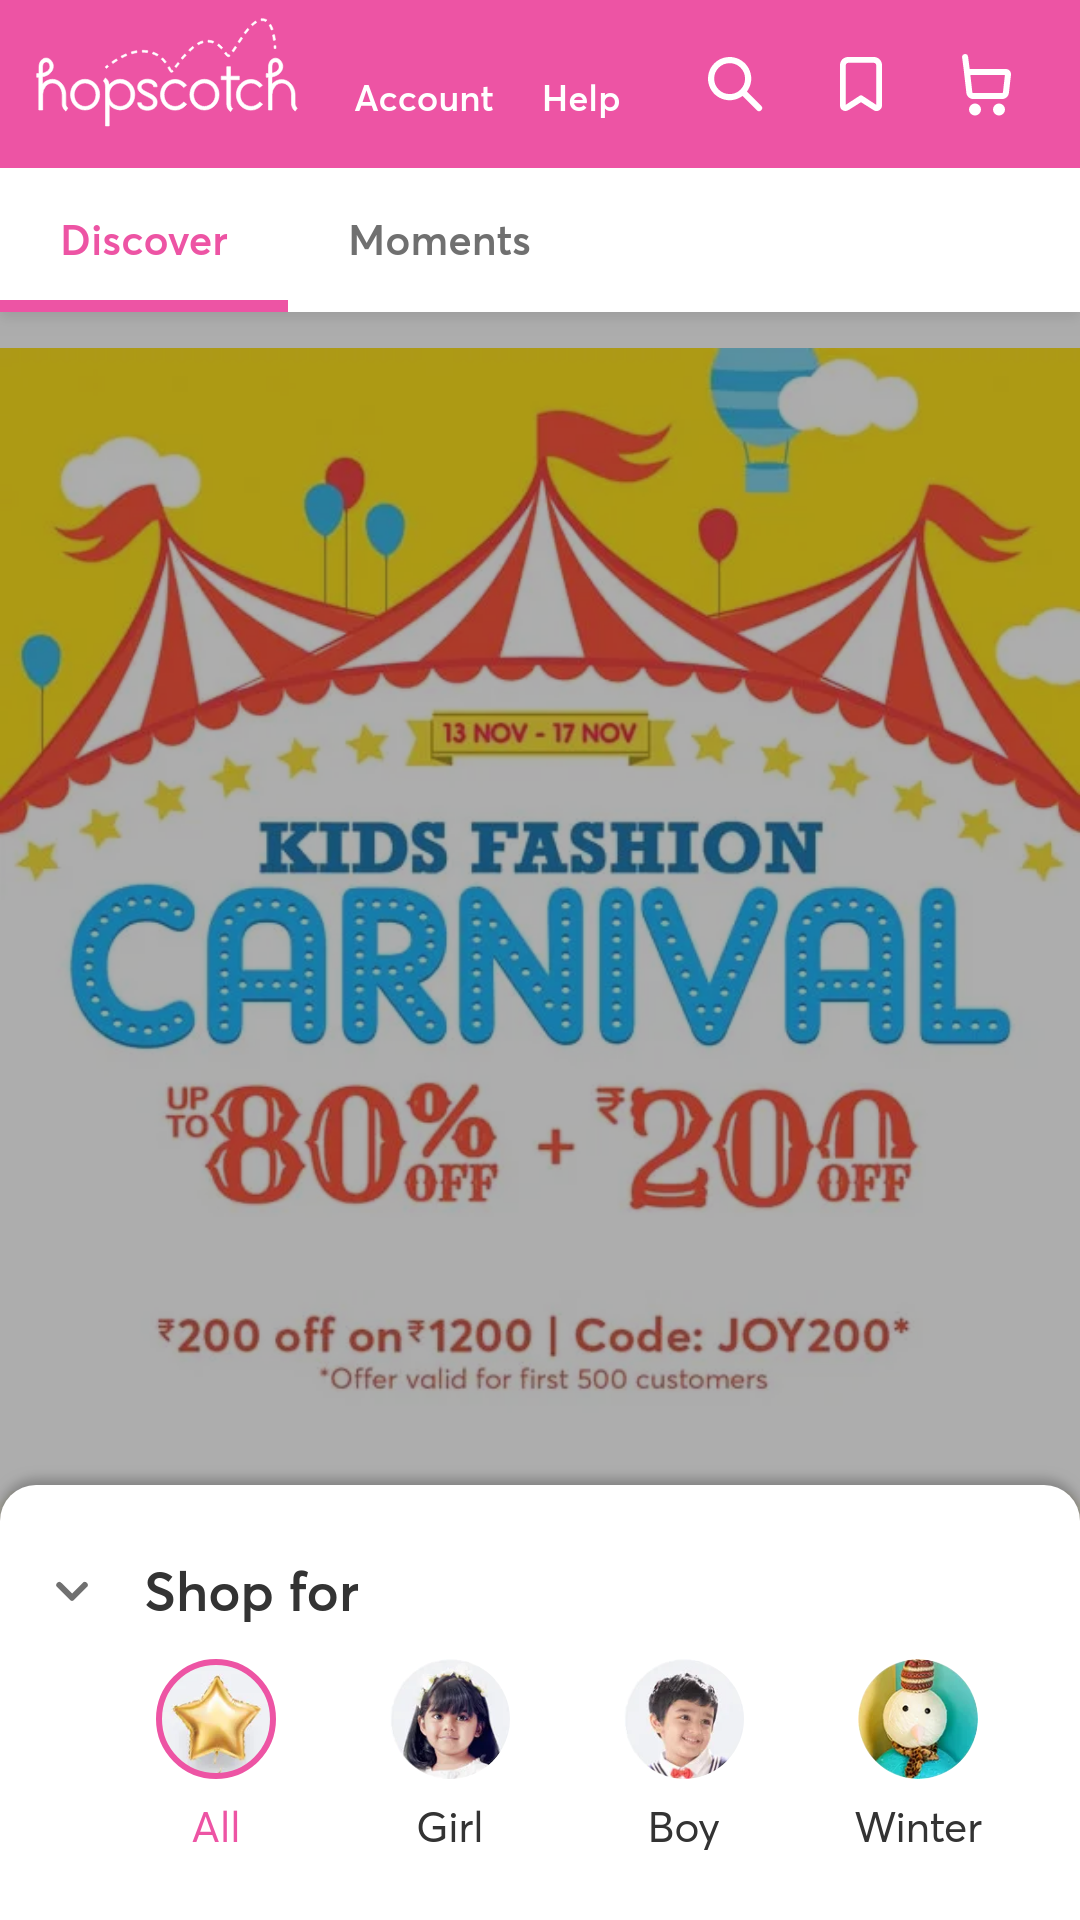 hopscotch Account Help
Discover Moments
13 NOV - 17 NOV
KIDS FASHION
CARNIVAL
UP TO 80% OFF + ₹200 OFF
₹200 off on ₹1200 | Code: JOY200*
*Offer valid for first 500 customers
Shop for
All Girl Boy Winter